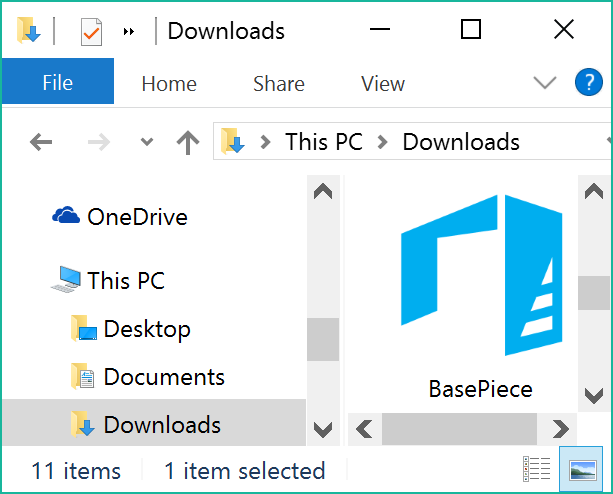 Downloads
File Home Share View ?
This PC Downloads
OneDrive
This PC
Desktop
Documents
Downloads
BasePiece
11 items 1 item selected